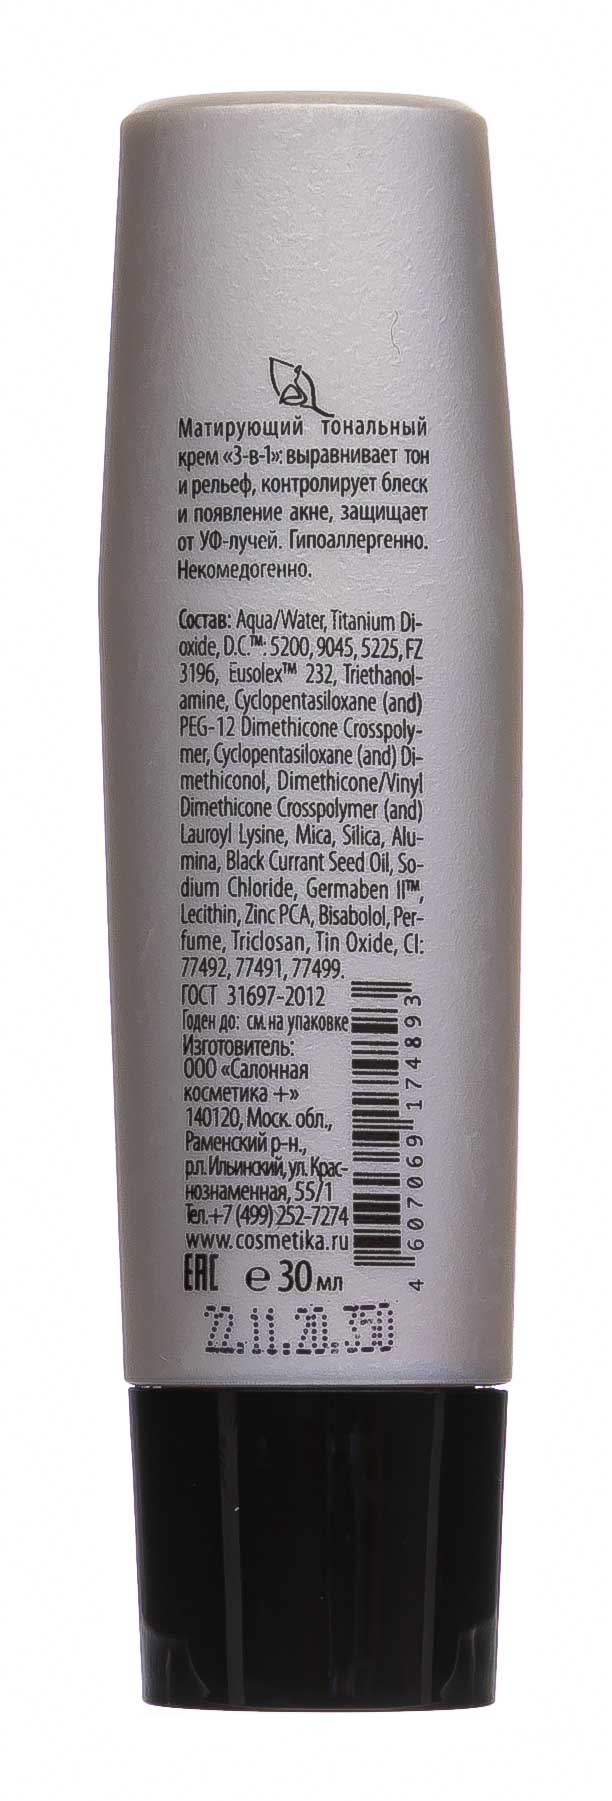 Матирующий тональный
крем «3-в-1»: выравнивает тон
и рельеф, контролирует блеск
и появление акне, защищает
от УФ-лучей. Гипоаллергенно.
Некомедогенно.
Состав: Aqua/Water, Titanium Di-
oxide, D.C.™: 5200, 9045, 5225, FZ
3196, Eusolex™ 232, Triethanol-
amine, Cyclopentasiloxane (and)
PEG-12 Dimethicone Crosspoly-
mer, Cyclopentasiloxane (and) Di-
methiconol, Dimethicone/Vinyl
Dimethicone Crosspolymer (and)
Lauroyl Lysine, Mica, Silica, Alu-
mina, Black Currant Seed Oil, So-
dium Chloride, Germaben II™,
Lecithin, Zinc PCA, Bisabolol, Per-
fume, Triclosan, Tin Oxide, CI:
77492, 77491, 77499.
ГОСТ 31697-2012
Годен до: см. на упаковке
Изготовитель:
ООО «Салонная
косметика +»
140120, Моск. обл.,
Раменский р-н.,
р.п. Ильинский, ул. Крас-
нознаменная, 55/1
Тел.+7 (499) 252-7274
www.cosmetika.ru
EAC e 30 мл
4 607069 174893
22.11.20.350